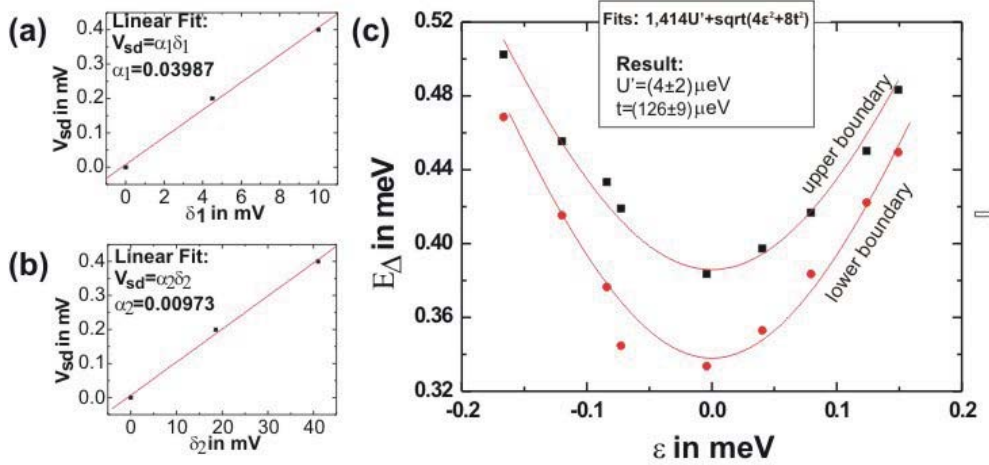 (a)
Linear Fit:
Vsd=α1δ1
α1=0.03987
Vsd in mV
0.4
0.2
0.0
0 2 4 6 8 10
δ1 in mV
(b)
Linear Fit:
Vsd=α2δ2
α2=0.00973
Vsd in mV
0.4
0.2
0.0
0 10 20 30 40
δ2 in mV
(c)
Fits: 1,414U'+sqrt(4ε²+8t²)
Result:
U'=(4±2)μeV
t=(126±9)μeV
EΔ in meV
0.52
0.48
0.44
0.40
0.36
0.32
upper boundary
lower boundary
-0.2 -0.1 0.0 0.1 0.2
ε in meV